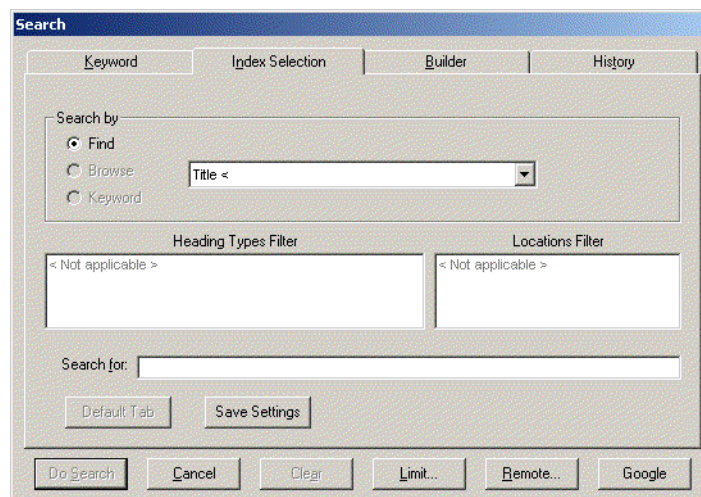 Search
Keyword Index Selection Builder History
Search by
Find
Browse
Title <
Keyword
Heading Types Filter Locations Filter
< Not applicable > < Not applicable >
Search for:
Default Tab Save Settings
Do Search Cancel Clear Limit... Remote... Google